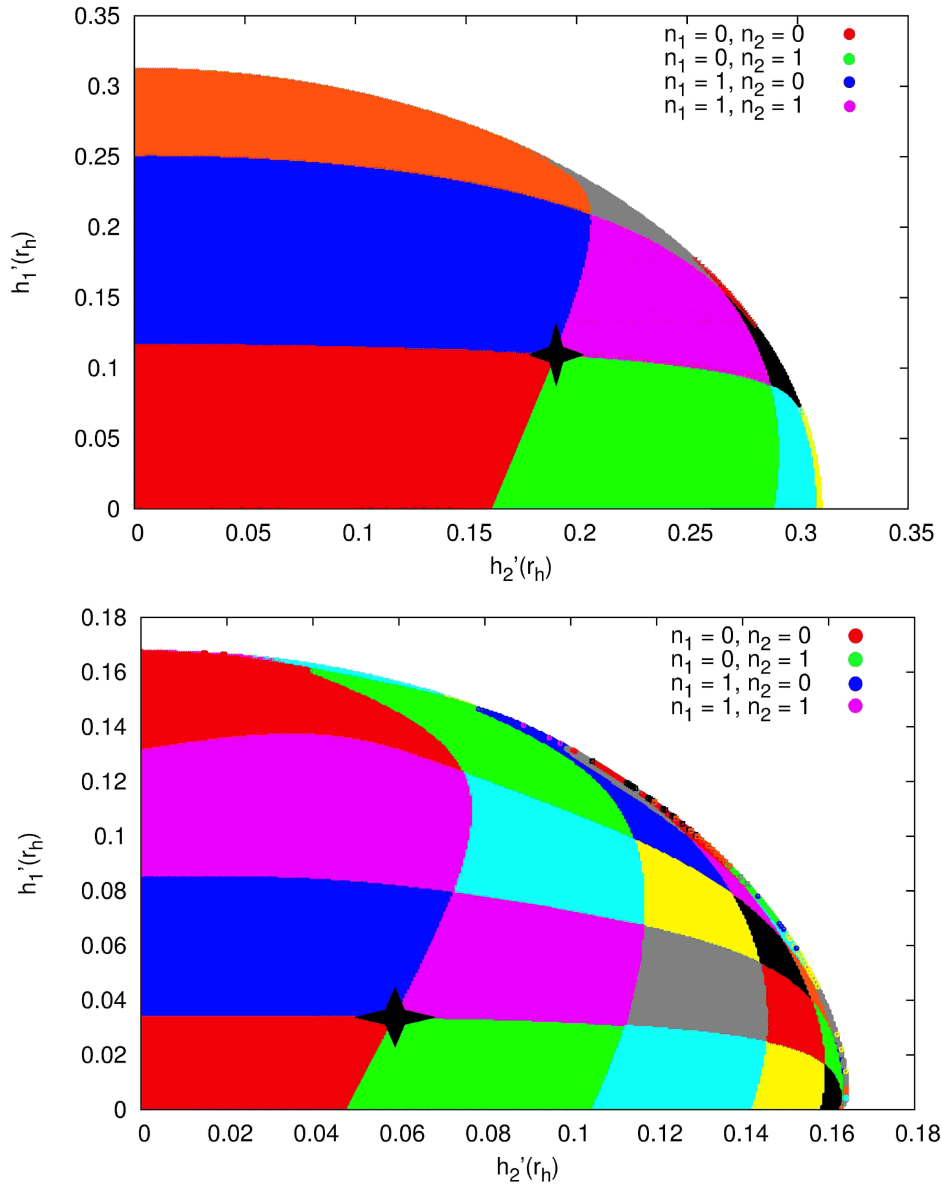 0.35
n1 = 0, n2 = 0
n1 = 0, n2 = 1
n1 = 1, n2 = 0
n1 = 1, n2 = 1
0.3
0.25
0.2
0.15
0.1
0.05
0
h1'(rh)
0 0.05 0.1 0.15 0.2 0.25 0.3 0.35
h2'(rh)
0.18
n1 = 0, n2 = 0
n1 = 0, n2 = 1
n1 = 1, n2 = 0
n1 = 1, n2 = 1
0.16
0.14
0.12
0.1
0.08
0.06
0.04
0.02
0
h1'(rh)
0 0.02 0.04 0.06 0.08 0.1 0.12 0.14 0.16 0.18
h2'(rh)